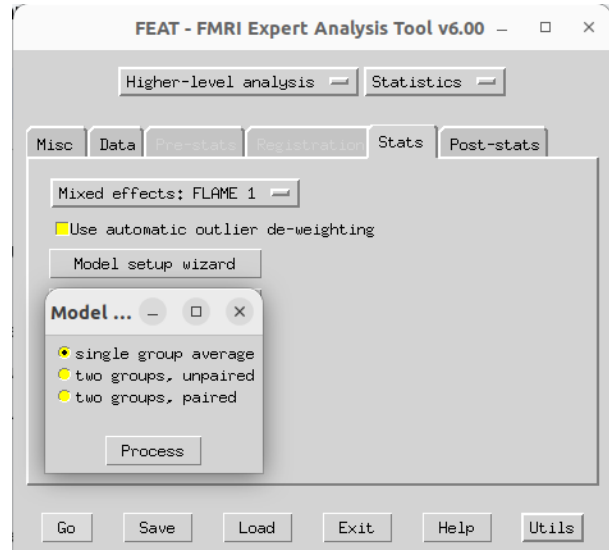 FEAT - FMRI Expert Analysis Tool v6.00
Higher-level analysis Statistics
Misc Data Pre-stats Registration Stats Post-stats
Mixed effects: FLAME 1
Use automatic outlier de-weighting
Model setup wizard
Model ...
single group average
two groups, unpaired
two groups, paired
Process
Go Save Load Exit Help Utils